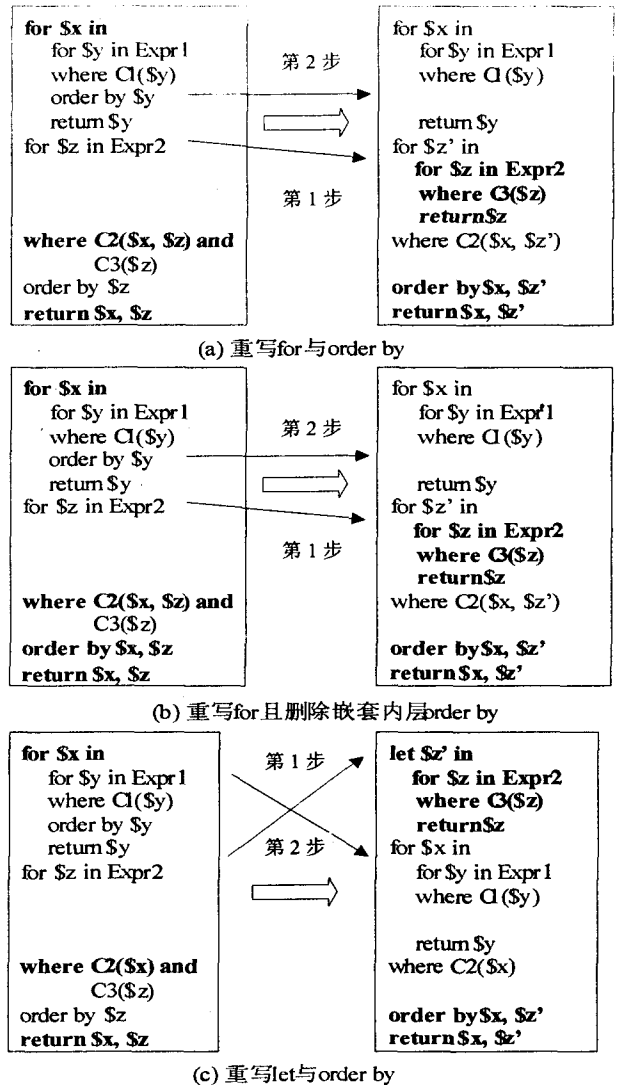 for $x in
for $y in Expr1
where C1($y)
order by $y
return $y
for $z in Expr2
where C2($x, $z) and
C3($z)
order by $z
return $x, $z
第2步
第1步
for $x in
for $y in Expr1
where C1($y)
return $y
for $z' in
for $z in Expr2
where C3($z)
return $z
where C2($x, $z')
order by $x, $z'
return $x, $z'
(a) 重写for与order by
for $x in
for $y in Expr1
where C1($y)
order by $y
return $y
for $z in Expr2
where C2($x, $z) and
C3($z)
order by $x, $z
return $x, $z
第2步
第1步
for $x in
for $y in Expr1
where C1($y)
return $y
for $z' in
for $z in Expr2
where C3($z)
return $z
where C2($x, $z')
order by $x, $z'
return $x, $z'
(b) 重写for且删除嵌套内层order by
for $x in
for $y in Expr1
where C1($y)
order by $y
return $y
for $z in Expr2
where C2($x) and
C3($z)
order by $z
return $x, $z
第1步
第2步
let $z' in
for $z in Expr2
where C3($z)
return $z
for $x in
for $y in Expr1
where C1($y)
return $y
where C2($x)
order by $x, $z'
return $x, $z'
(c) 重写let与order by